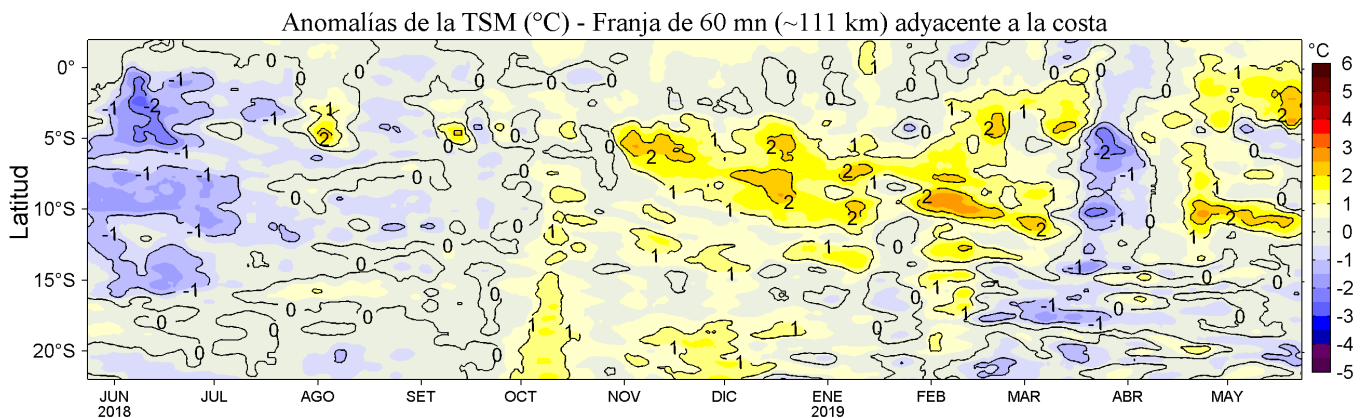 Anomalías de la TSM (°C) - Franja de 60 mn (~111 km) adyacente a la costa
°C
Latitud
0°
5°S
10°S
15°S
20°S
6
5
4
3
2
1
0
-1
-2
-3
-4
-5
JUN JUL AGO SET OCT NOV DIC ENE FEB MAR ABR MAY
2018 2019